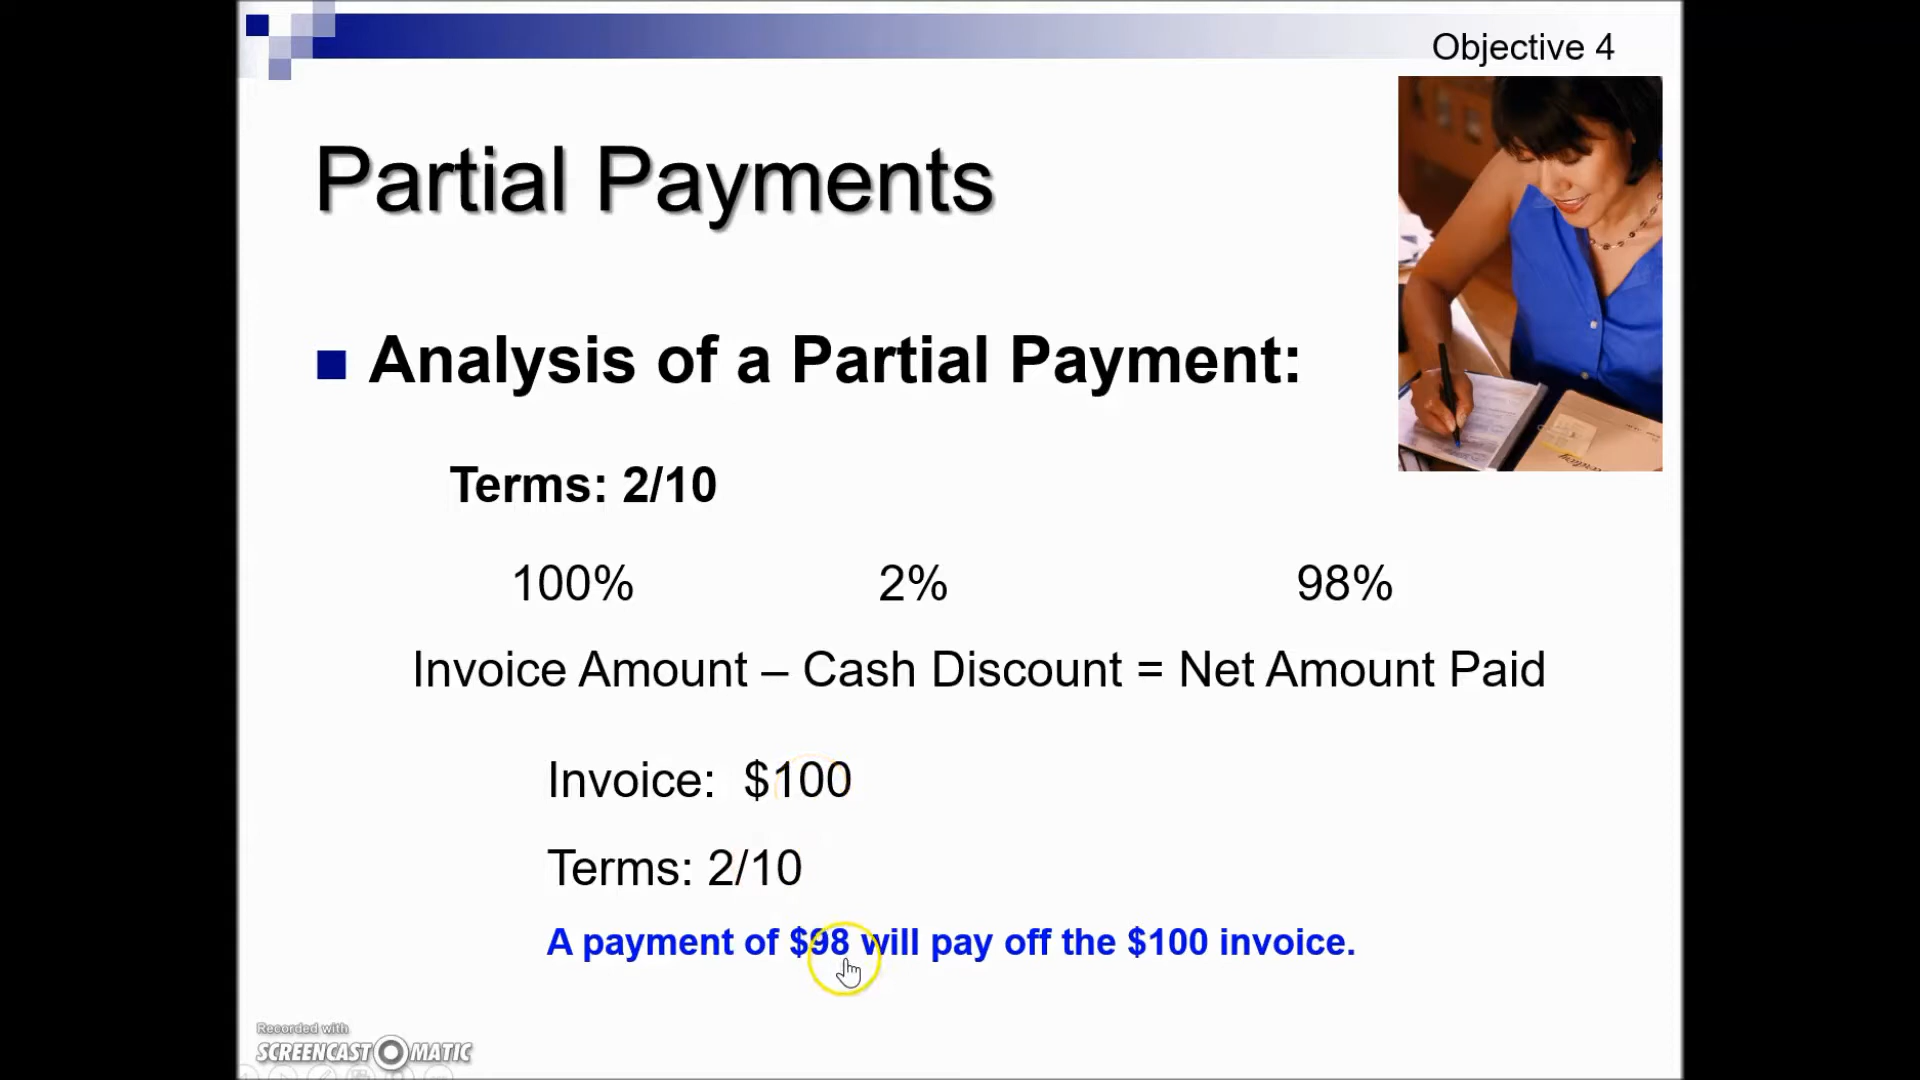 Objective 4
Partial Payments
Analysis of a Partial Payment:
Terms: 2/10
100% 2% 98%
Invoice Amount – Cash Discount = Net Amount Paid
Invoice: $100
Terms: 2/10
A payment of $98 will pay off the $100 invoice.
Recorded with
SCREENCAST MATIC